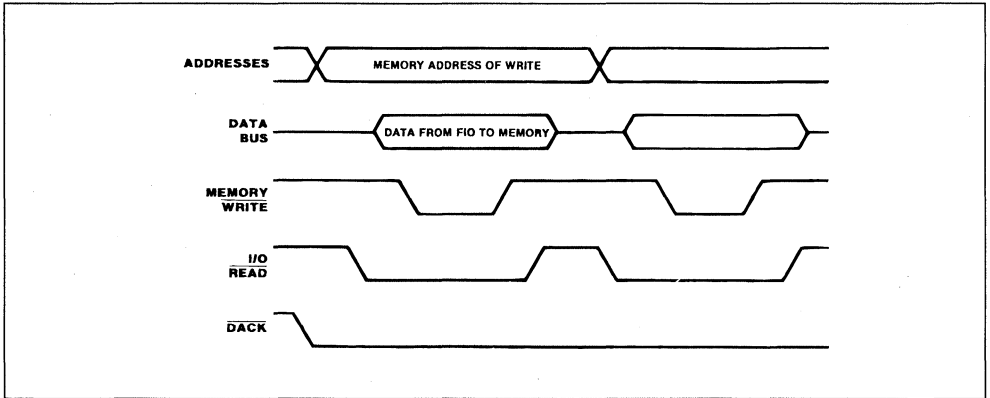 ADDRESSES
MEMORY ADDRESS OF WRITE
DATA
BUS
DATA FROM FIO TO MEMORY
MEMORY
WRITE
I/O
READ
DACK